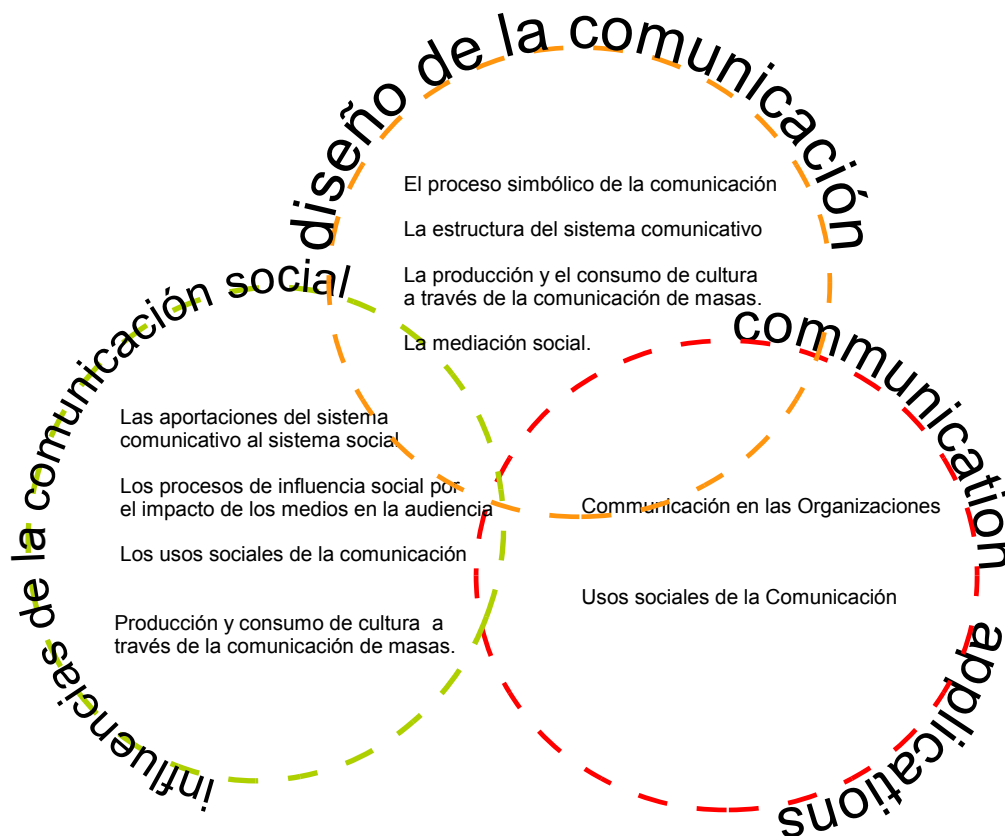 diseño de la comunicación
El proceso simbólico de la comunicación
La estructura del sistema comunicativo
La producción y el consumo de cultura
a través de la comunicación de masas.
La mediación social.
influencias de la comunicación social
Las aportaciones del sistema
comunicativo al sistema social
Los procesos de influencia social por
el impacto de los medios en la audiencia
Los usos sociales de la comunicación
Producción y consumo de cultura a
través de la comunicación de masas.
communication applications
Communicación en las Organizaciones
Usos sociales de la Comunicación